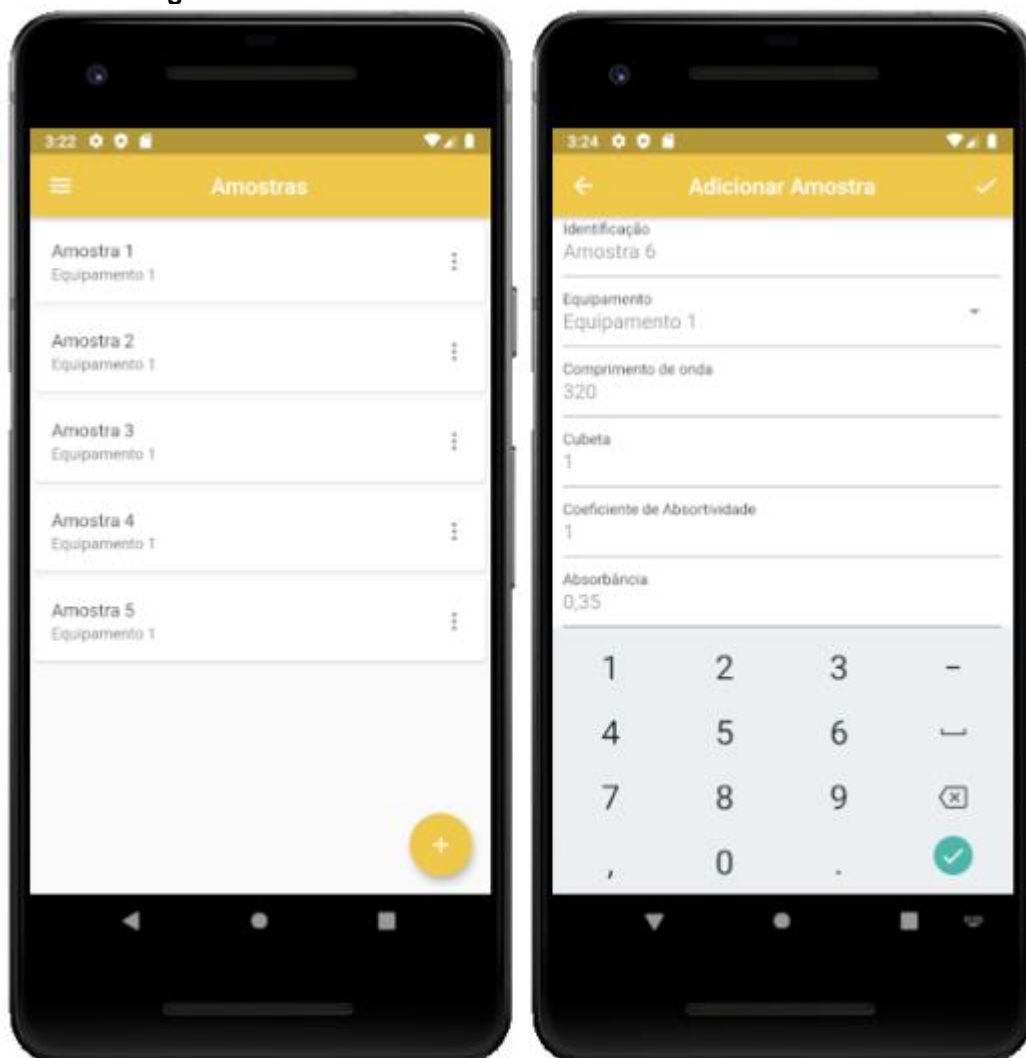 3:22
Amostras
Amostra 1
Equipamento 1
Amostra 2
Equipamento 1
Amostra 3
Equipamento 1
Amostra 4
Equipamento 1
Amostra 5
Equipamento 1
+
3:24
Adicionar Amostra
Identificação
Amostra 6
Equipamento
Equipamento 1
Comprimento de onda
320
Cubeta
1
Coeficiente de Absortividade
1
Absorbância
0,35
1 2 3 -
4 5 6
7 8 9
, 0 .